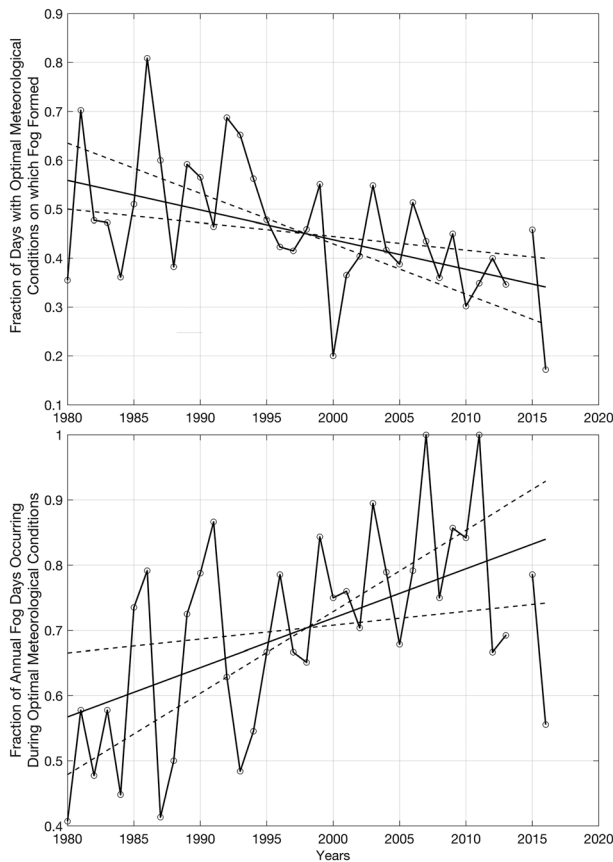 Fraction of Days with Optimal Meteorological
Conditions on which Fog Formed
0.9
0.8
0.7
0.6
0.5
0.4
0.3
0.2
0.1
1980 1985 1990 1995 2000 2005 2010 2015 2020
Fraction of Annual Fog Days Occurring
During Optimal Meteorological Conditions
1
0.9
0.8
0.7
0.6
0.5
0.4
1980 1985 1990 1995 2000 2005 2010 2015 2020
Years